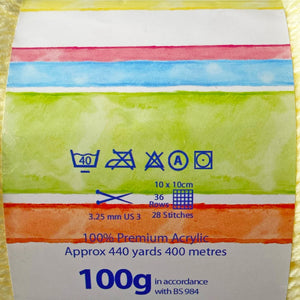 40
A
10 x 10cm
36
Rows
3.25 mm US 3
28 Stitches
100% Premium Acrylic
Approx 440 yards 400 metres
100g in accordance
with BS 984